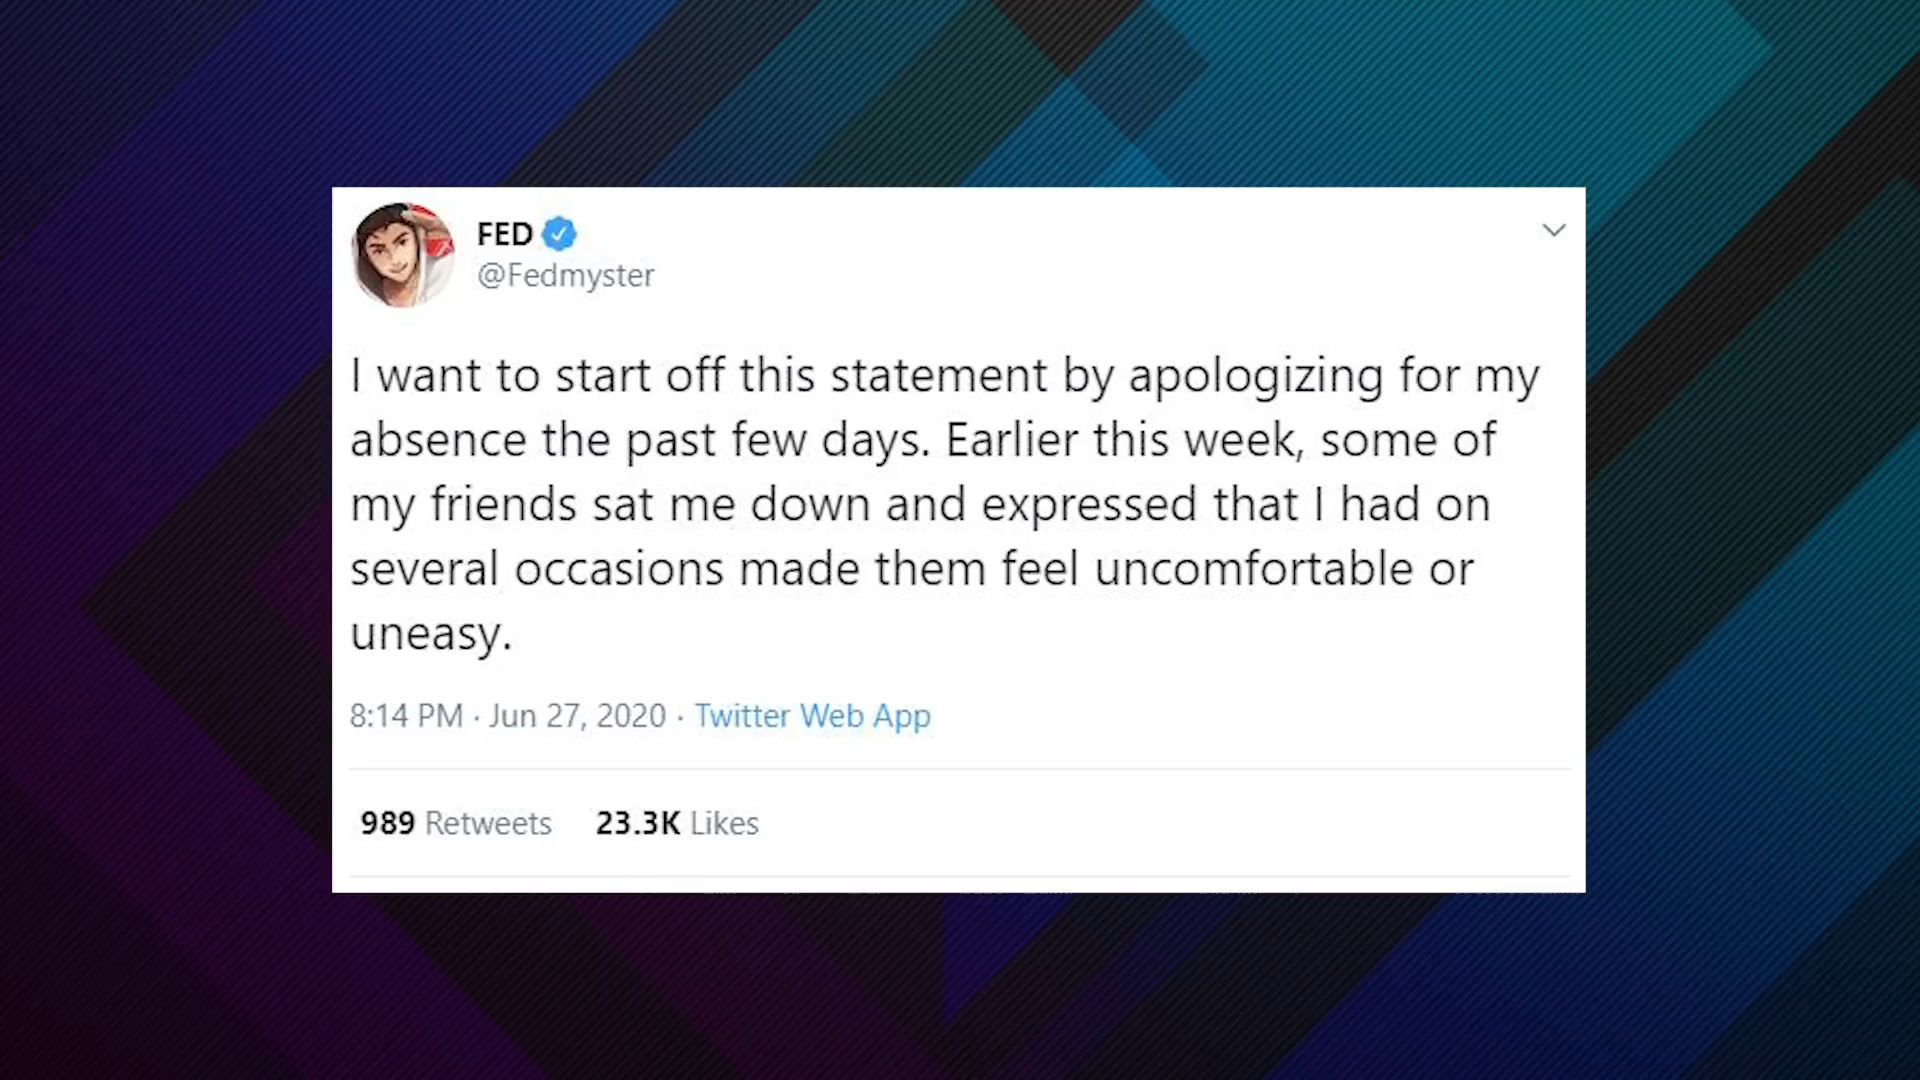 FED
@Fedmyster
I want to start off this statement by apologizing for my
absence the past few days. Earlier this week, some of
my friends sat me down and expressed that I had on
several occasions made them feel uncomfortable or
uneasy.
8:14 PM · Jun 27, 2020 · Twitter Web App
989 Retweets 23.3K Likes